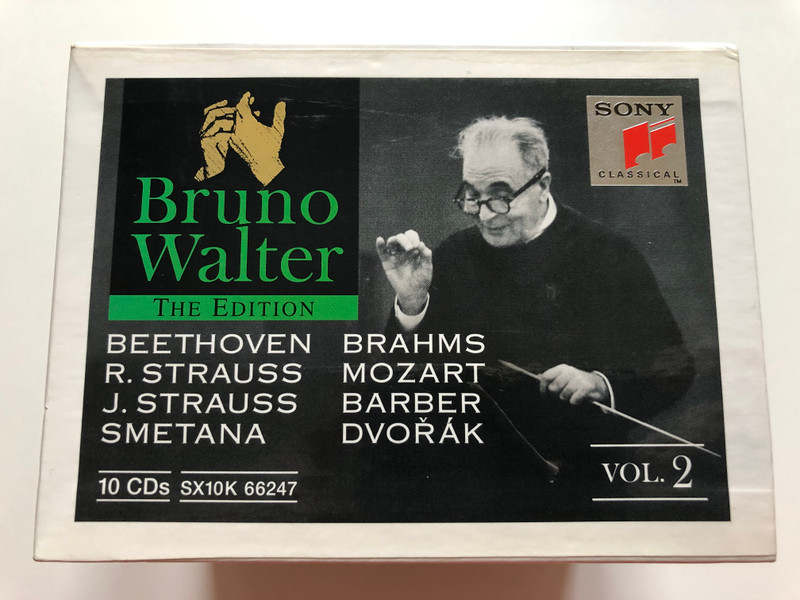 Bruno
Walter
THE EDITION
SONY
CLASSICAL™
BEETHOVEN BRAHMS
R. STRAUSS MOZART
J. STRAUSS BARBER
SMETANA DVOŘÁK
10 CDs SX10K 66247
VOL. 2